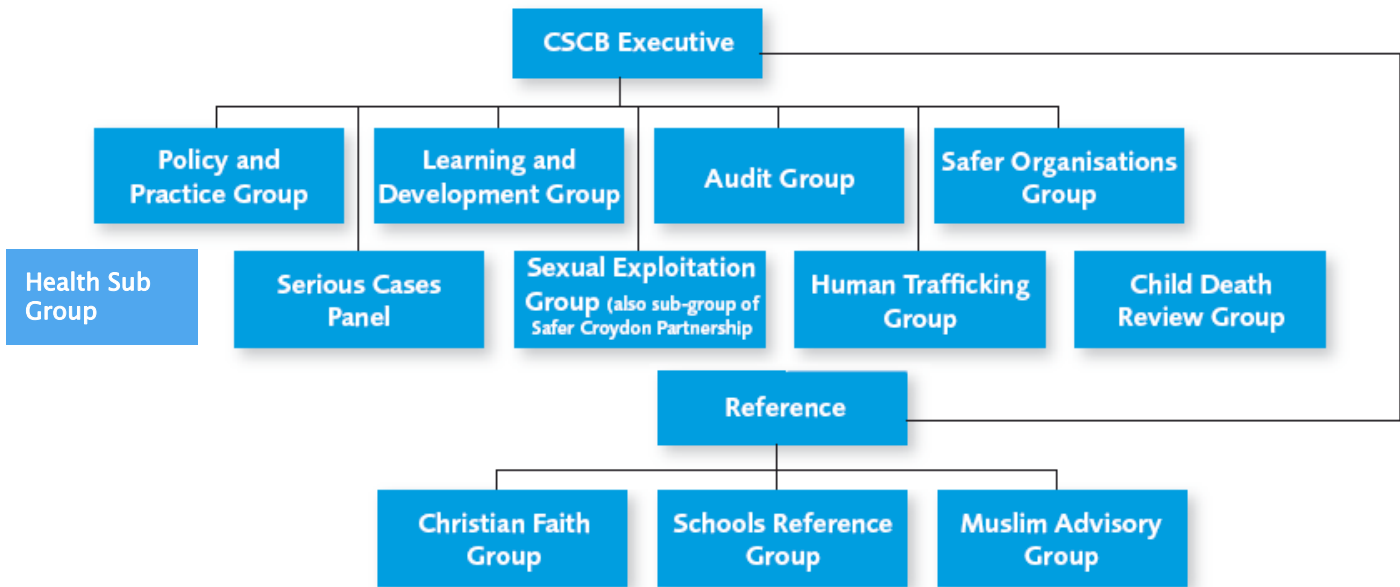 CSCB Executive
Policy and
Practice Group
Learning and
Development Group
Audit Group
Safer Organisations
Group
Health Sub
Group
Serious Cases
Panel
Sexual Exploitation
Group (also sub-group of
Safer Croydon Partnership
Human Trafficking
Group
Child Death
Review Group
Reference
Christian Faith
Group
Schools Reference
Group
Muslim Advisory
Group